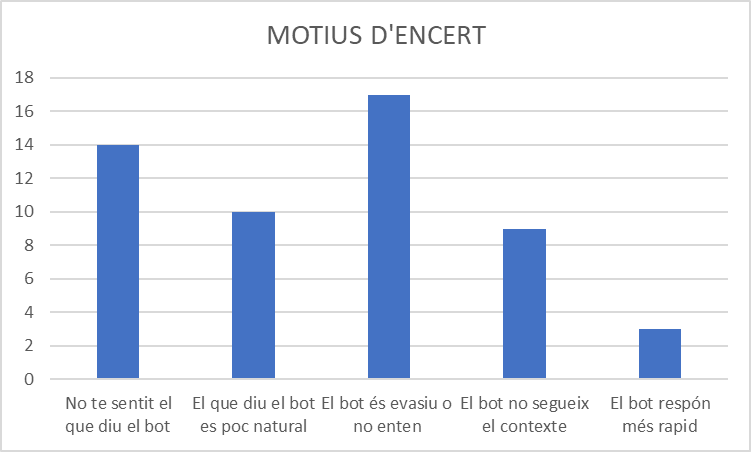 MOTIUS D'ENCERT
18
16
14
12
10
8
6
4
2
0
No te sentit el
que diu el bot
El que diu el bot
es poc natural
El bot és evasiu o
no enten
El bot no segueix
el contexte
El bot respón
més rapid